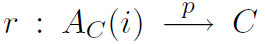 r : A_C(i) \xrightarrow{p} C